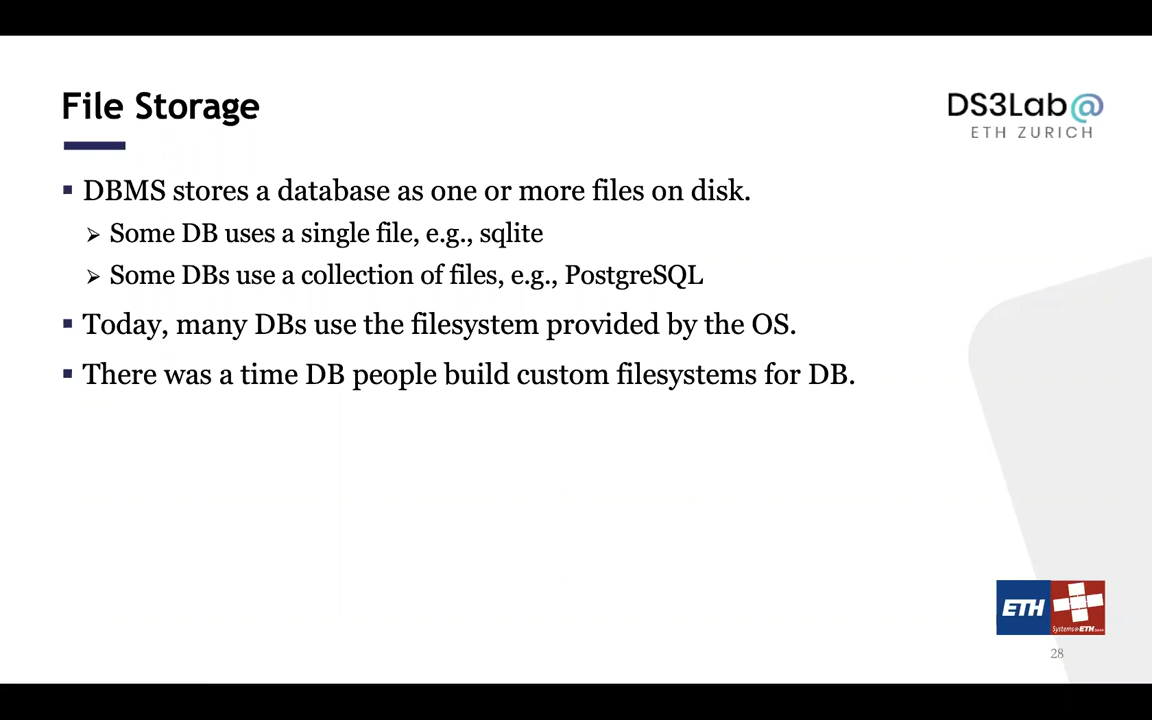 File Storage
DS3Lab@
ETH ZURICH
DBMS stores a database as one or more files on disk.
Some DB uses a single file, e.g., sqlite
Some DBs use a collection of files, e.g., PostgreSQL
Today, many DBs use the filesystem provided by the OS.
There was a time DB people build custom filesystems for DB.
ETH
Systems@ETH
28